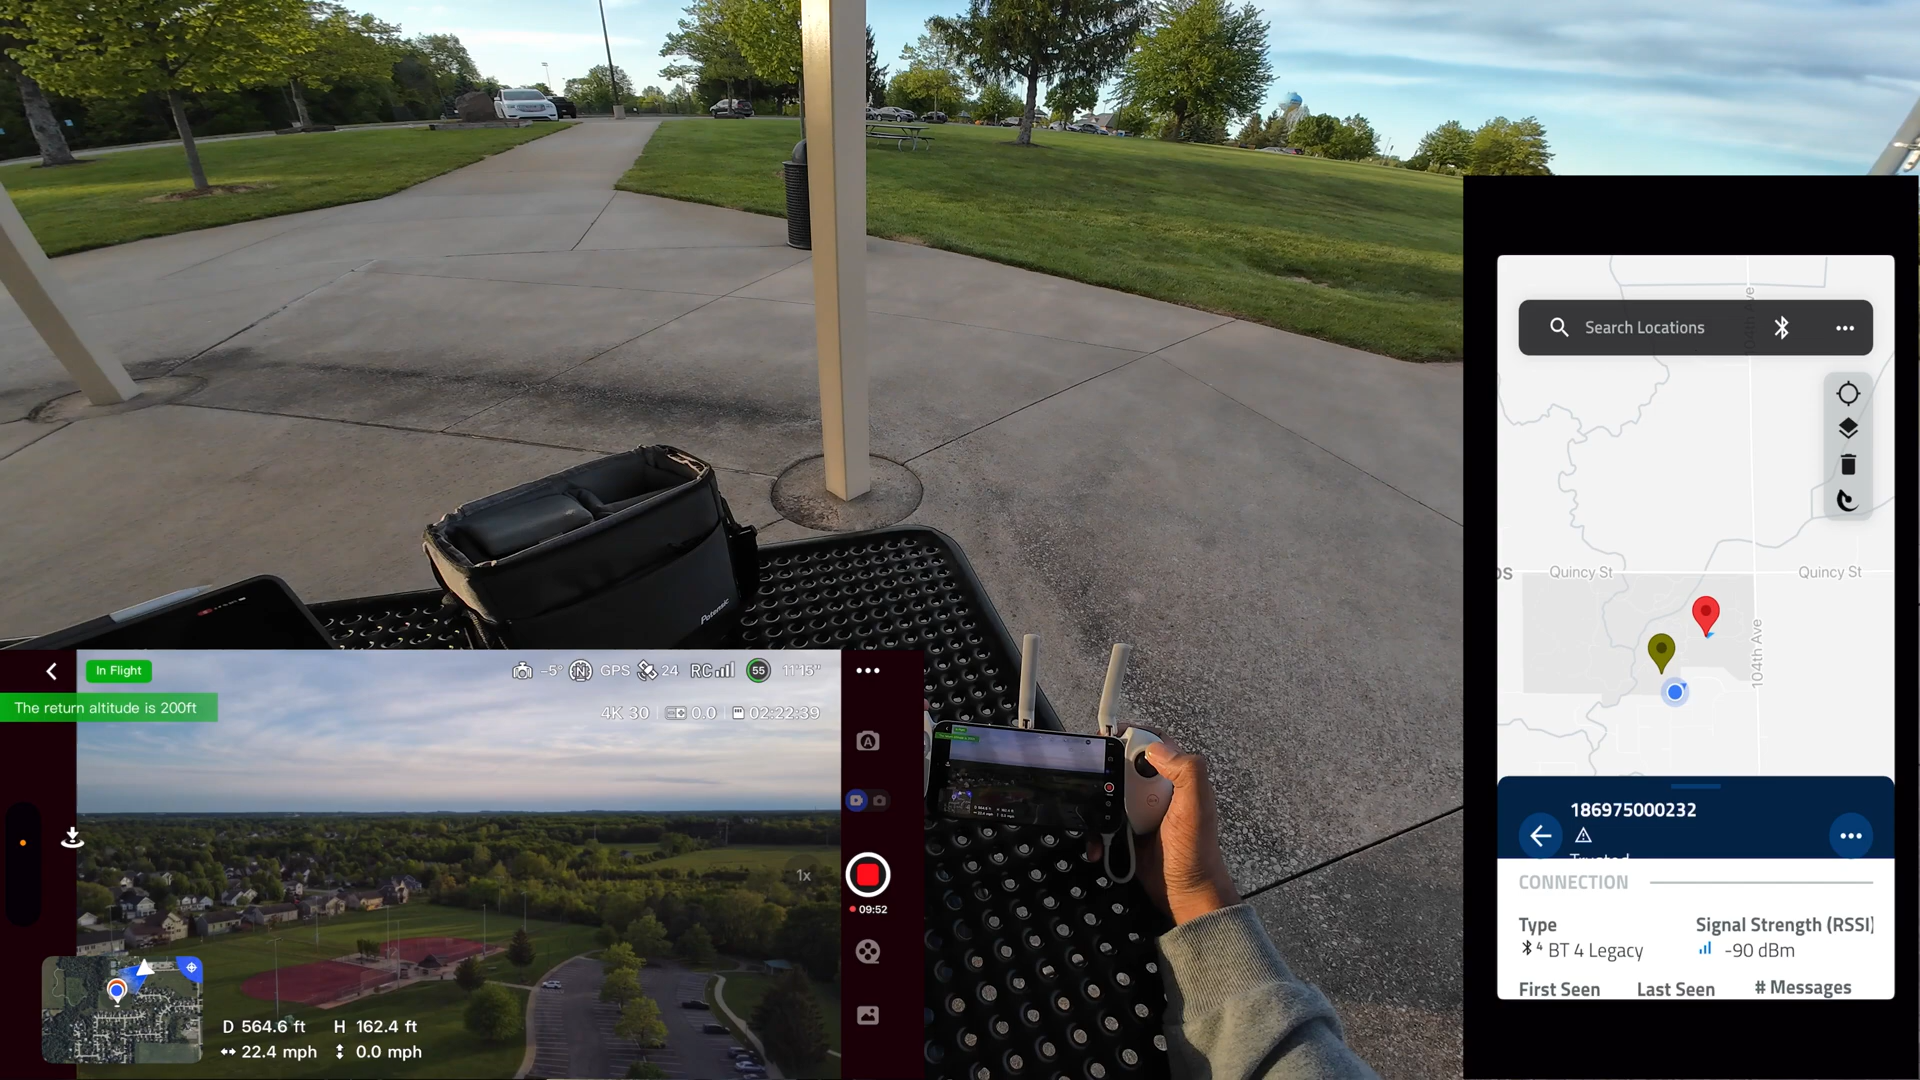 In Flight
-5° N GPS 24 RC 55 11'15"
The return altitude is 200ft
4K 30 0.0 02:22:39
A
1x
09:52
D 564.6 ft H 162.4 ft
22.4 mph 0.0 mph
Potensic
Search Locations
Quincy St
Quincy St
104th Ave
186975000232
CONNECTION
Type
Signal Strength (RSSI)
4 BT 4 Legacy
-90 dBm
First Seen
Last Seen
# Messages